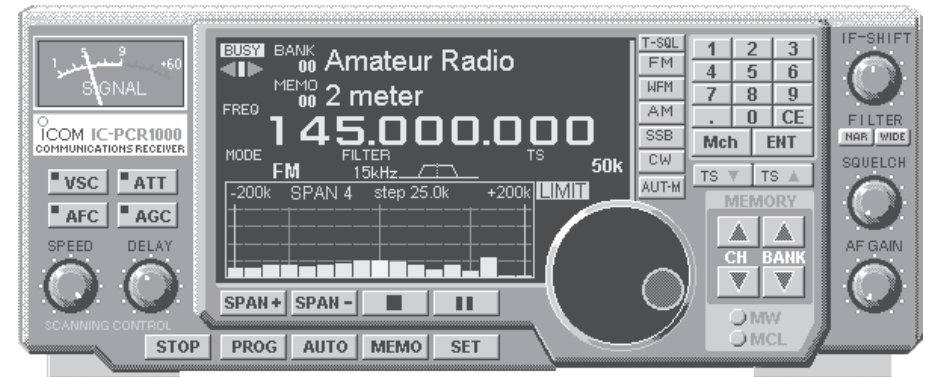 1 5 9 +60
SIGNAL
ICOM IC-PCR1000
COMMUNICATIONS RECEIVER
VSC ATT
AFC AGC
SPEED DELAY
SCANNING CONTROL
BUSY BANK
00 Amateur Radio
MEMO
00 2 meter
FREQ
145.000.000
MODE FILTER TS
FM 15kHz 50k
-200k SPAN 4 step 25.0k +200k LIMIT
SPAN + SPAN -
STOP PROG AUTO MEMO SET
T-SQL
FM
WFM
AM
SSB
CW
AUT-M
1 2 3
4 5 6
7 8 9
. 0 CE
Mch ENT
TS ▼ TS ▲
MEMORY
CH BANK
MW
MCL
IF-SHIFT
FILTER
NAR WIDE
SQUELCH
AF GAIN